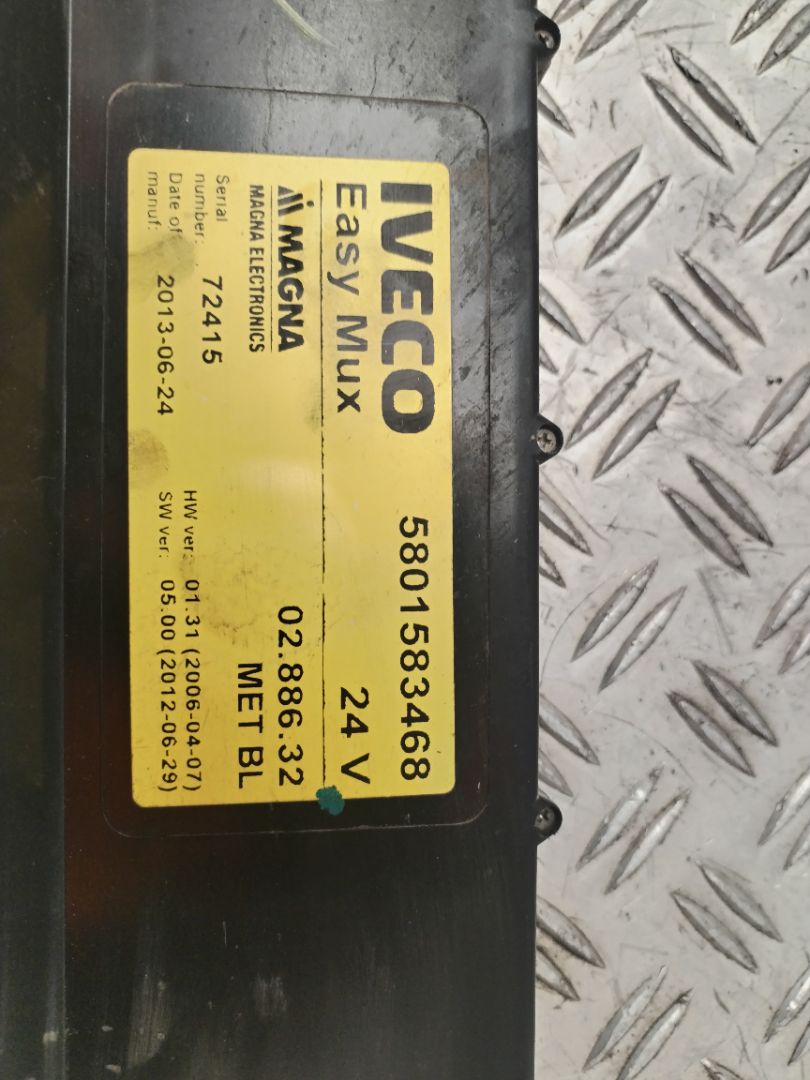 IVECO 5801583468
Easy Mux 24 V
MAGNA 02.886.32
MAGNA ELECTRONICS MET BL
Serial
number: 72415 HW ver: 01.31 (2006-04-07)
Date of
manuf: 2013-06-24 SW ver: 05.00 (2012-06-29)